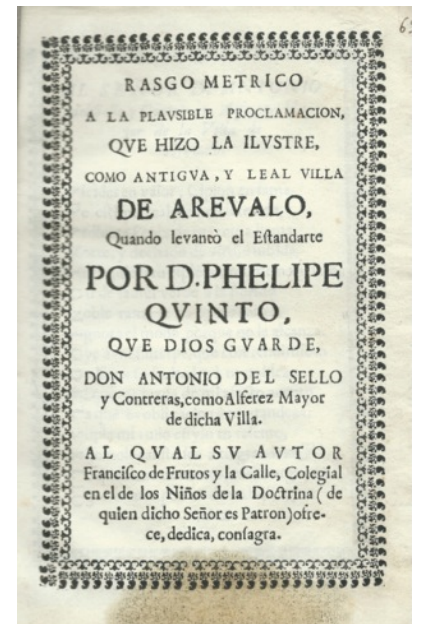 RASGO METRICO
A LA PLAVSIBLE PROCLAMACION,
QVE HIZO LA ILVSTRE,
COMO ANTIGVA, Y LEAL VILLA
DE AREVALO,
Quando levantò el Eſtandarte
POR D. PHELIPE
QVINTO,
QVE DIOS GVARDE,
DON ANTONIO DEL SELLO
y Contreras, como Alferez Mayor
de dicha Villa.
AL QVAL SV AVTOR
Franciſco de Frutos y la Calle, Colegial
en el de los Niños de la Doctrina ( de
quien dicho Señor es Patron ) ofre-
ce, dedica, conſagra.